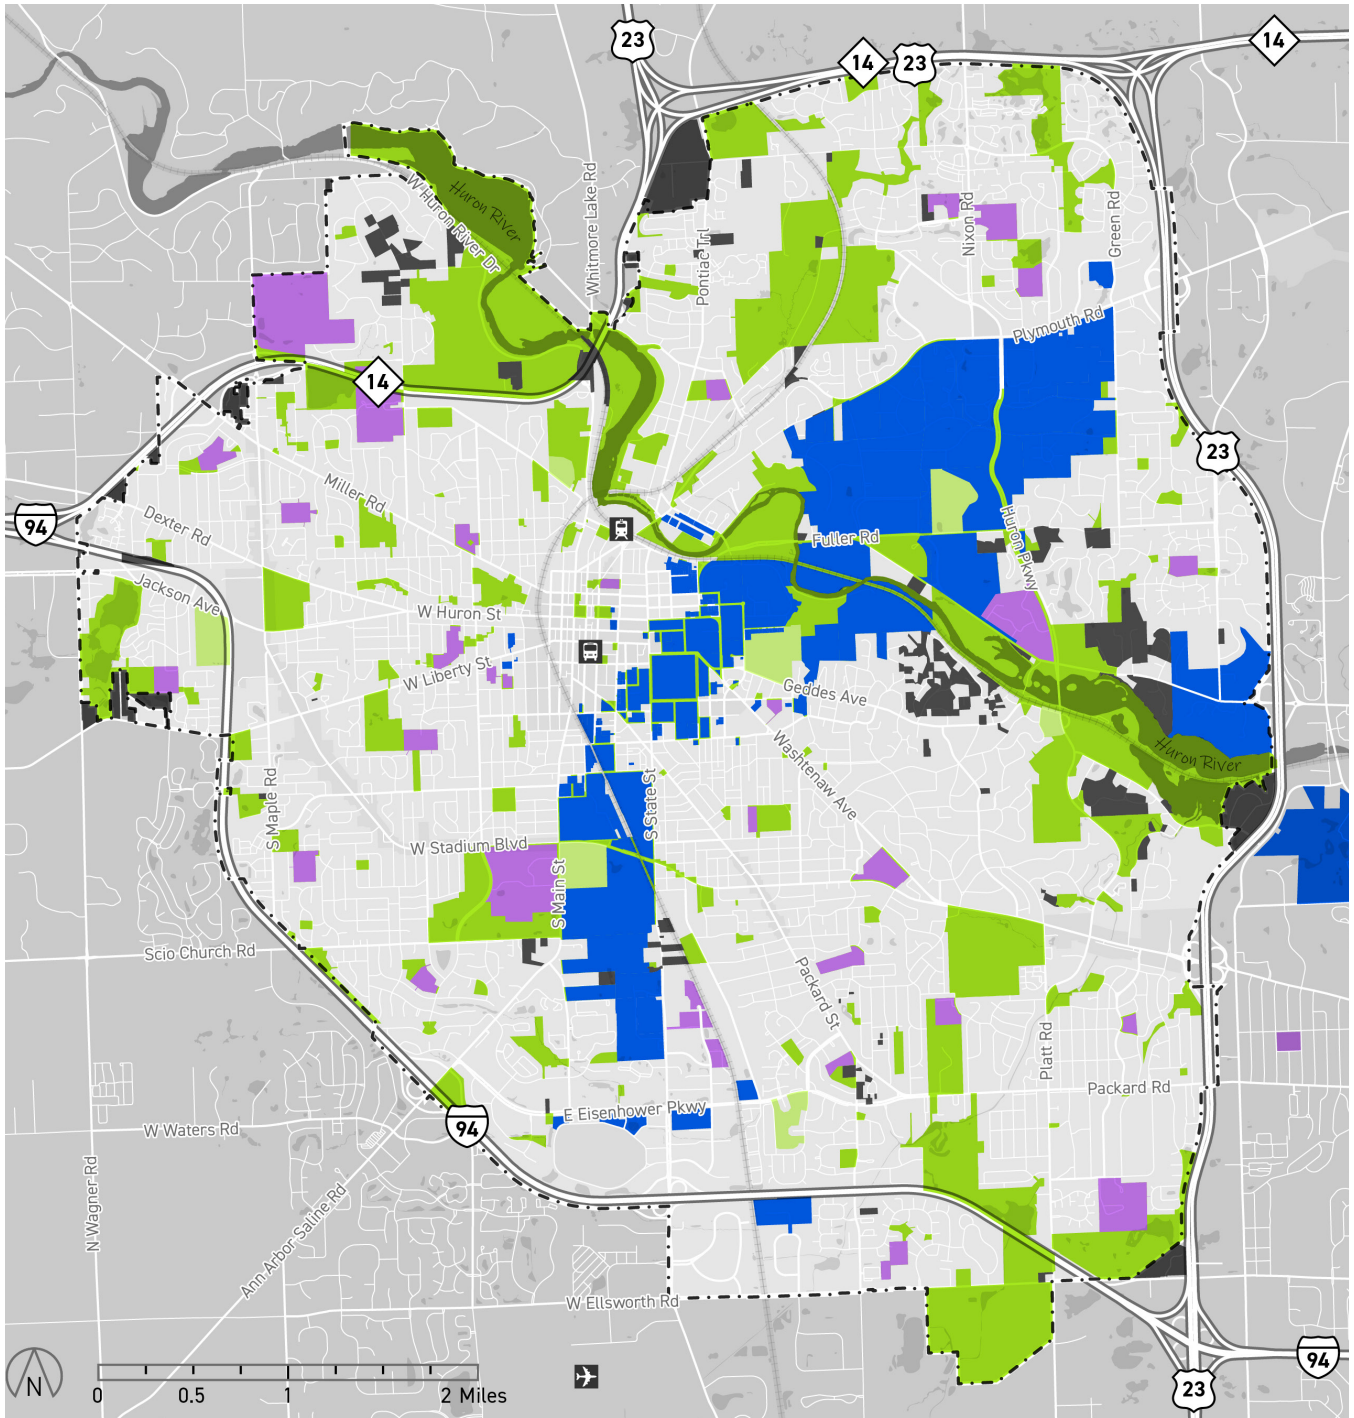 23
14
23
14
Huron River
W Huron River Dr
Whitmore Lake Rd
Pontiac Trl
Nixon Rd
Green Rd
Plymouth Rd
14
23
94
Miller Rd
Dexter Rd
Fuller Rd
Huron Pkwy
Jackson Ave
W Huron St
W Liberty St
Geddes Ave
Huron River
Washtenaw Ave
S Maple Rd
S State St
W Stadium Blvd
S Main St
Scio Church Rd
Packard St
Platt Rd
Packard Rd
E Eisenhower Pkwy
94
W Waters Rd
N Wagner Rd
Ann Arbor Saline Rd
W Ellsworth Rd
N
0 0.5 1 2 Miles
94
23